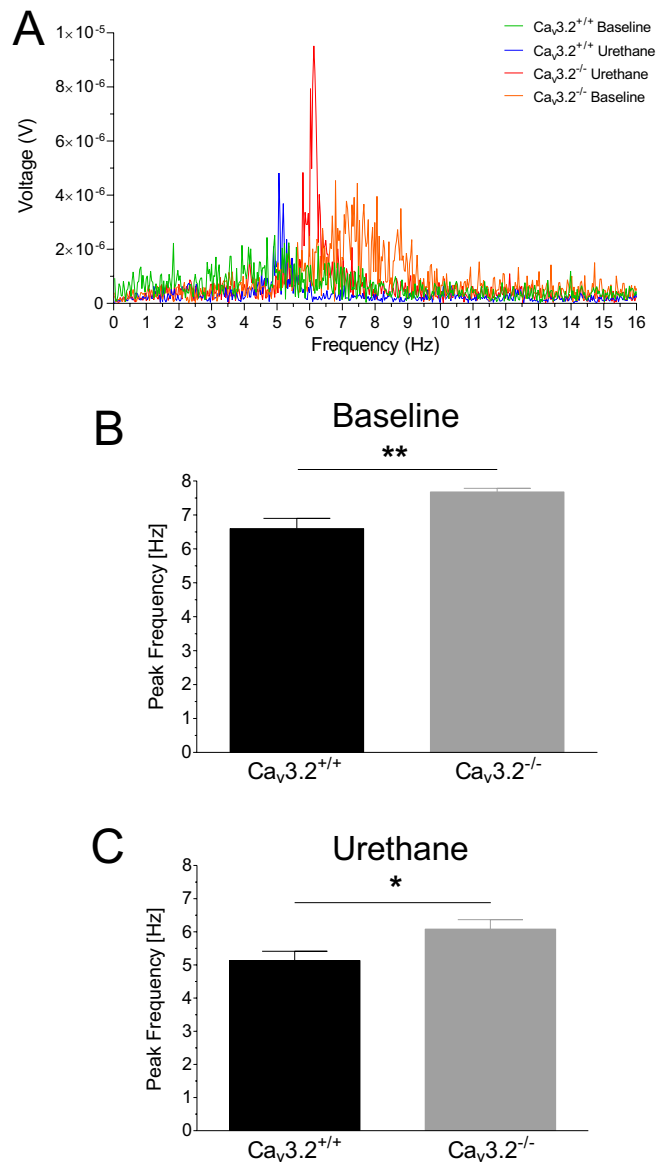 A
Caᵥ3.2⁺/⁺ Baseline
Caᵥ3.2⁺/⁺ Urethane
Caᵥ3.2⁻/⁻ Urethane
Caᵥ3.2⁻/⁻ Baseline
Voltage (V)
1×10⁻⁵
8×10⁻⁶
6×10⁻⁶
4×10⁻⁶
2×10⁻⁶
0
0 1 2 3 4 5 6 7 8 9 10 11 12 13 14 15 16
Frequency (Hz)
B
Baseline
**
Peak Frequency [Hz]
8
7
6
5
4
3
2
1
0
Caᵥ3.2⁺/⁺ Caᵥ3.2⁻/⁻
C
Urethane
*
Peak Frequency [Hz]
8
7
6
5
4
3
2
1
0
Caᵥ3.2⁺/⁺ Caᵥ3.2⁻/⁻